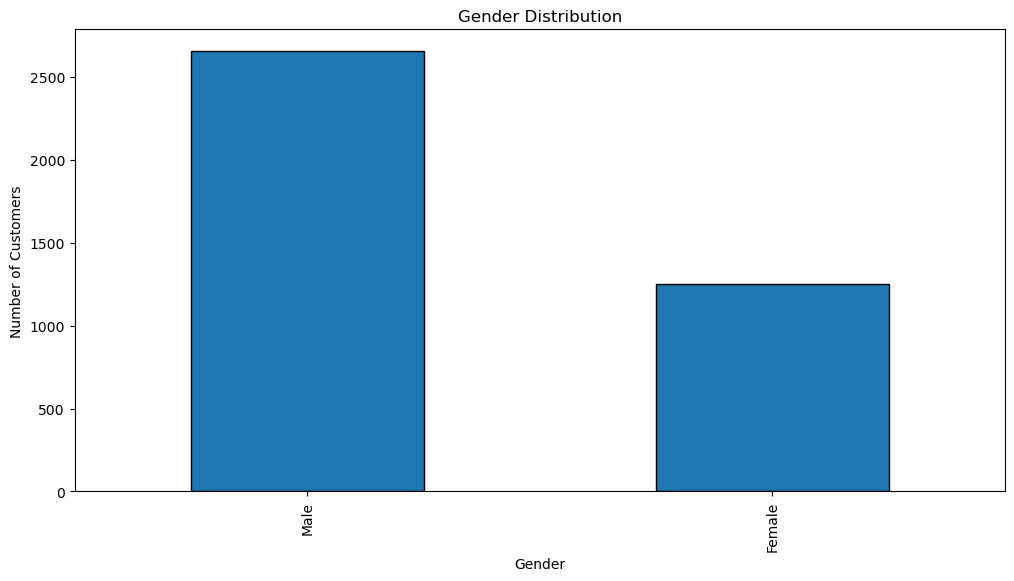 Gender Distribution
2500
2000
1500
1000
500
0
Number of Customers
Male
Female
Gender